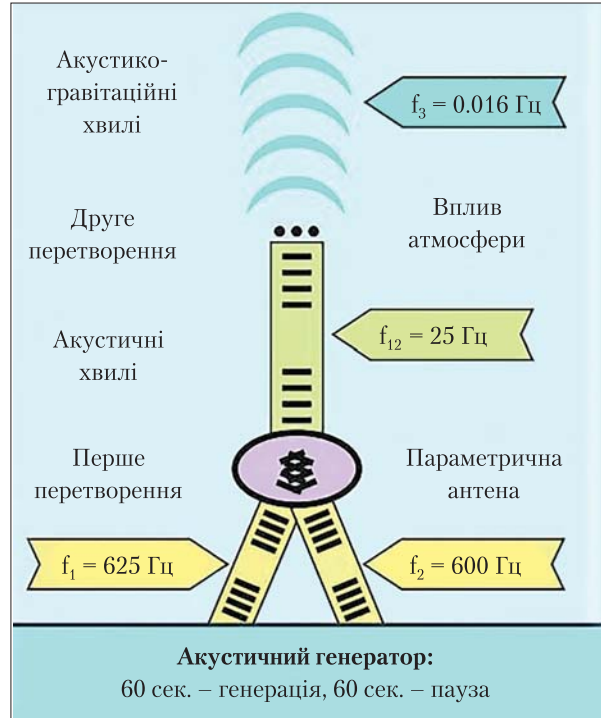 Акустико-
гравітаційні
хвилі
f₃ = 0.016 Гц
Друге
перетворення
Вплив
атмосфери
Акустичні
хвилі
f₁₂ = 25 Гц
Перше
перетворення
Параметрична
антена
f₁ = 625 Гц
f₂ = 600 Гц
Акустичний генератор:
60 сек. – генерація, 60 сек. – пауза